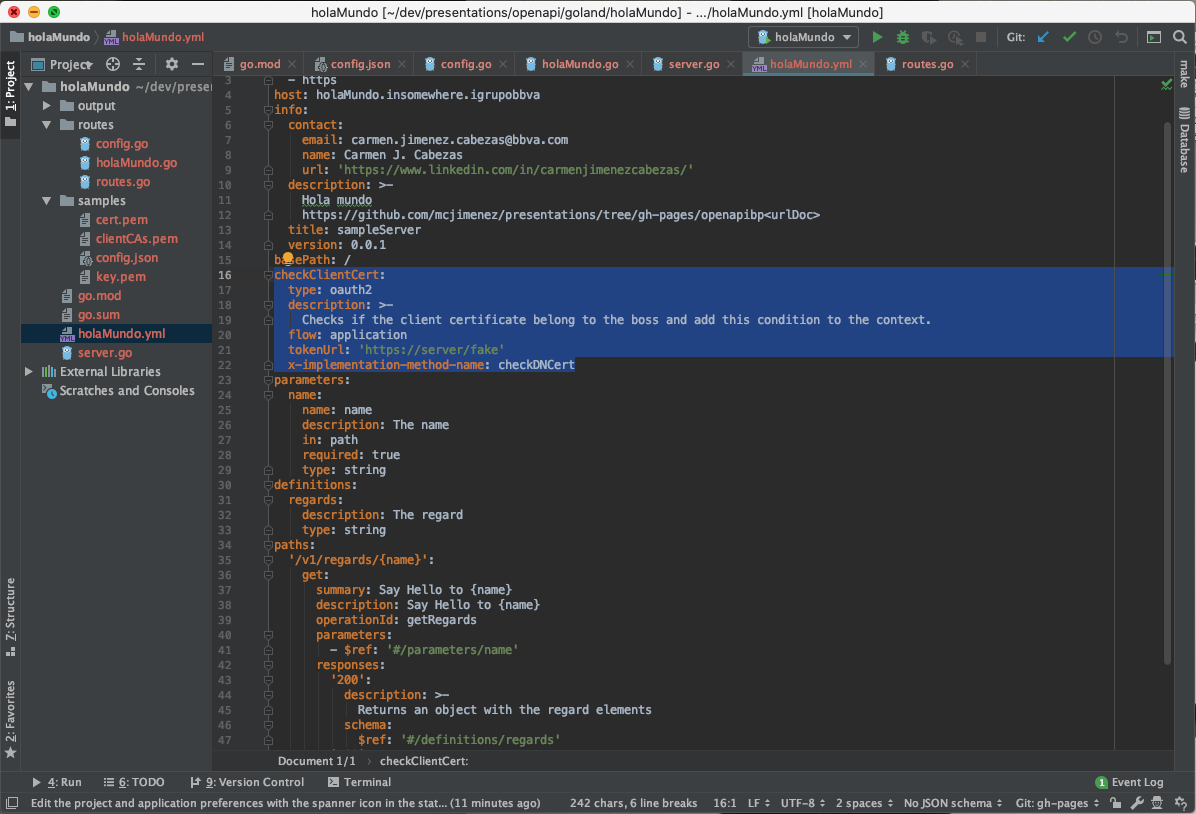 holaMundo [~/dev/presentations/openapi/goland/holaMundo] - .../holaMundo.yml [holaMundo]
holaMundo holaMundo.yml holaMundo Git:
Project go.mod config.json config.go holaMundo.go server.go holaMundo.yml routes.go
1: Project
make
Database
Z: Structure
2: Favorites
holaMundo ~/dev/preser
output
routes
config.go
holaMundo.go
routes.go
samples
cert.pem
clientCAs.pem
config.json
key.pem
go.mod
go.sum
holaMundo.yml
server.go
External Libraries
Scratches and Consoles
3 - https
4 host: holaMundo.insomewhere.igrupobbva
5 info:
6 contact:
7 email: carmen.jimenez.cabezas@bbva.com
8 name: Carmen J. Cabezas
9 url: 'https://www.linkedin.com/in/carmenjimenezcabezas/'
10 description: >-
11 Hola mundo
12 https://github.com/mcjimenez/presentations/tree/gh-pages/openapibp<urlDoc>
13 title: sampleServer
14 version: 0.0.1
15 basePath: /
16 checkClientCert:
17 type: oauth2
18 description: >-
19 Checks if the client certificate belong to the boss and add this condition to the context.
20 flow: application
21 tokenUrl: 'https://server/fake'
22 x-implementation-method-name: checkDNCert
23 parameters:
24 name:
25 name: name
26 description: The name
27 in: path
28 required: true
29 type: string
30 definitions:
31 regards:
32 description: The regard
33 type: string
34 paths:
35 '/v1/regards/{name}':
36 get:
37 summary: Say Hello to {name}
38 description: Say Hello to {name}
39 operationId: getRegards
40 parameters:
41 - $ref: '#/parameters/name'
42 responses:
43 '200':
44 description: >-
45 Returns an object with the regard elements
46 schema:
47 $ref: '#/definitions/regards'
Document 1/1 › checkClientCert:
4: Run 6: TODO 9: Version Control Terminal 1 Event Log
Edit the project and application preferences with the spanner icon in the stat... (11 minutes ago) 242 chars, 6 line breaks 16:1 LF UTF-8 2 spaces No JSON schema Git: gh-pages